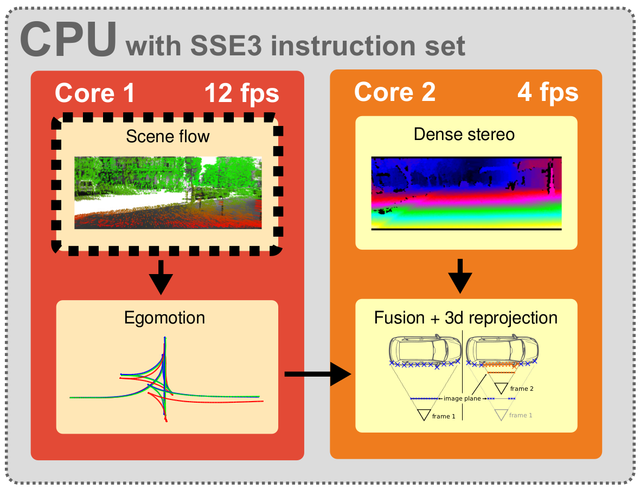 CPU with SSE3 instruction set
Core 1 12 fps
Scene flow
Egomotion
Core 2 4 fps
Dense stereo
Fusion + 3d reprojection
frame 2
image plane
frame 1
frame 1